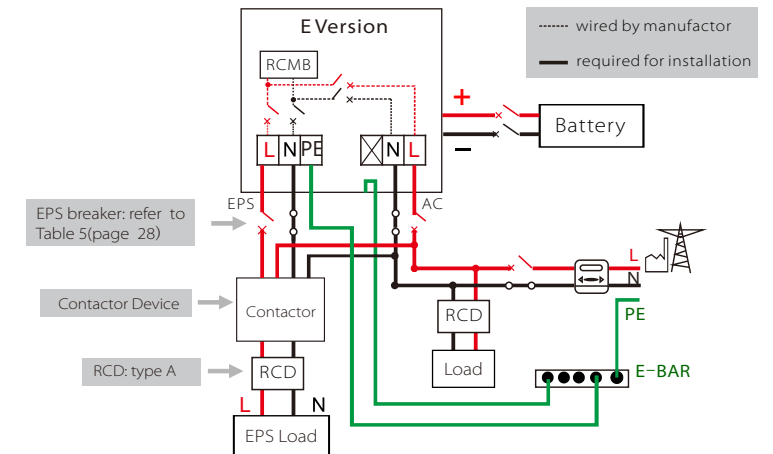 E Version
wired by manufactor
required for installation
RCMB
+
Battery
L N PE
N L
−
EPS
AC
EPS breaker: refer to
Table 5(page 28)
L
N
Contactor Device
Contactor
RCD
PE
RCD: type A
RCD
Load
E-BAR
L
N
EPS Load